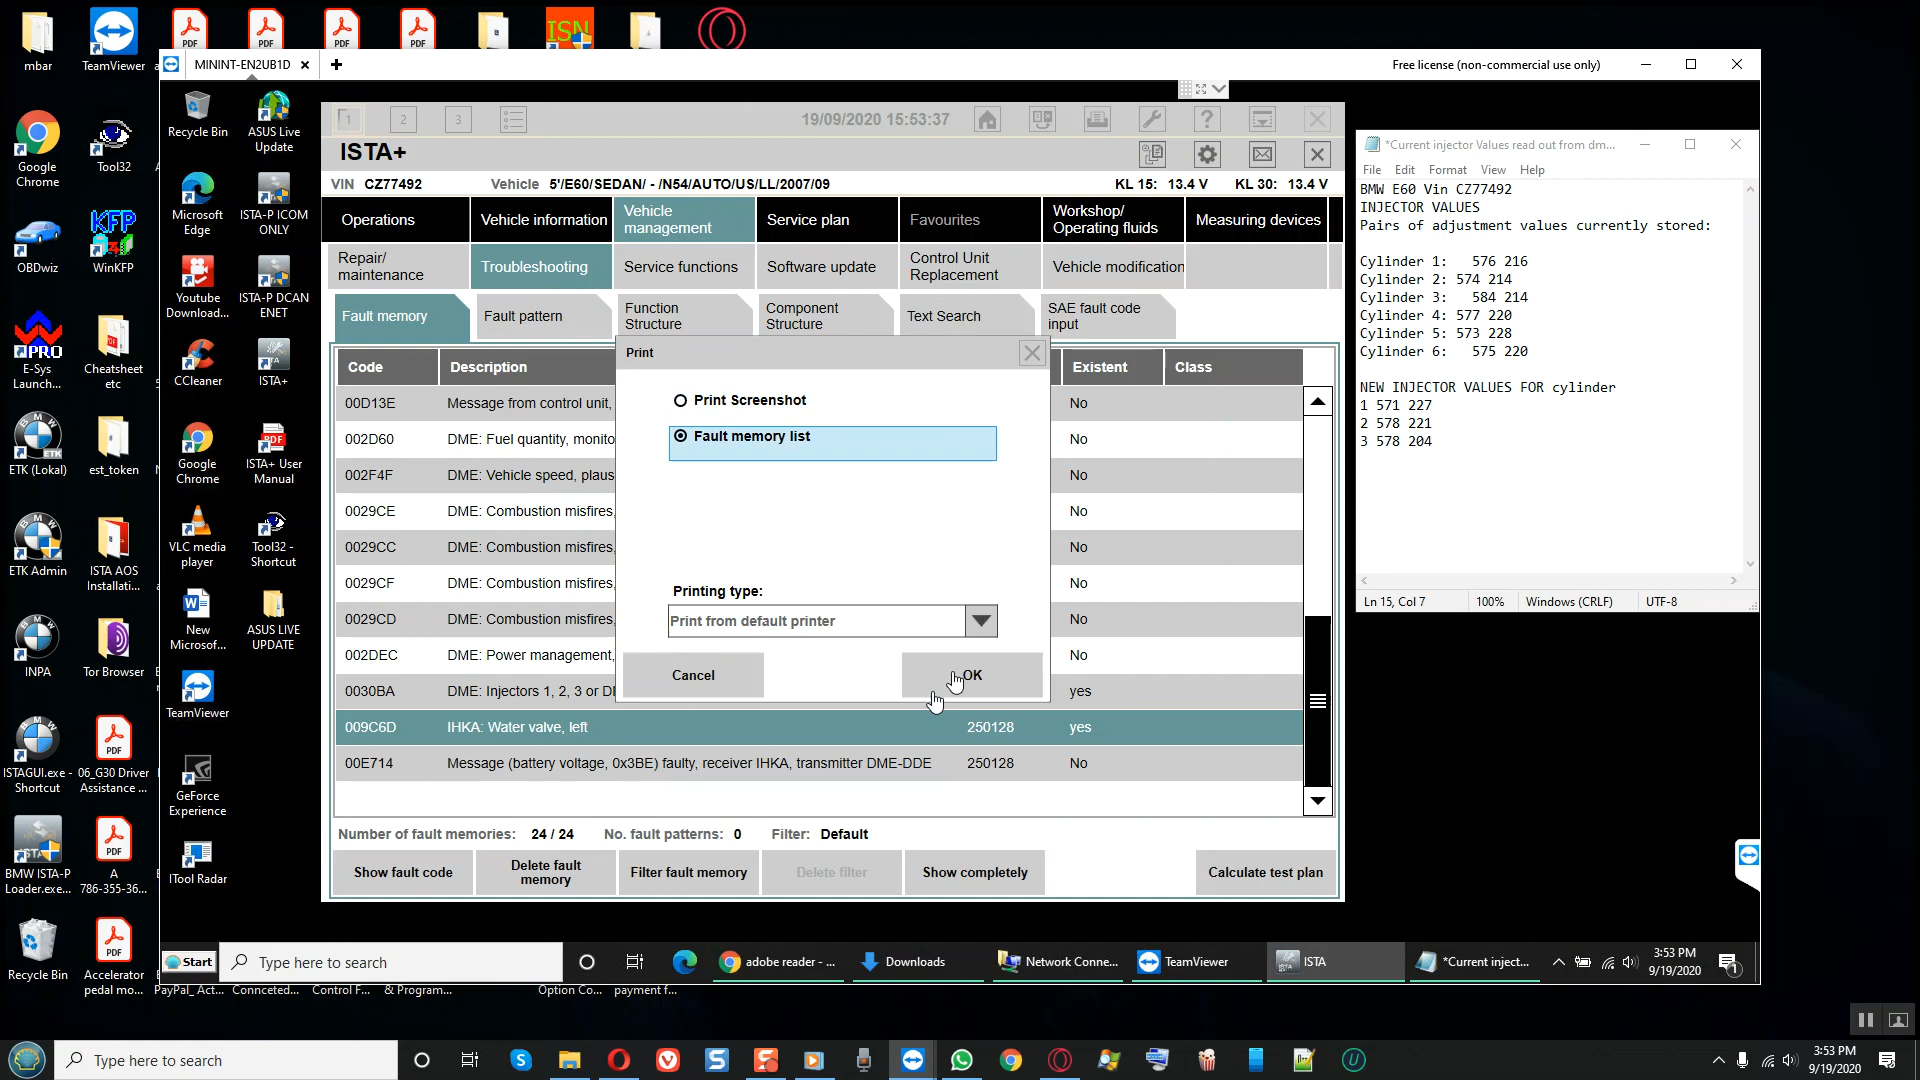 mbar
TeamViewer
ISN
MININT-EN2UB1D
Free license (non-commercial use only)
Recycle Bin
ASUS Live
Update
Google
Chrome
Tool32
Microsoft
Edge
ISTA-P ICOM
ONLY
OBDwiz
WinKFP
Youtube
Download...
ISTA-P DCAN
ENET
E-Sys
Launch...
Cheatsheet
etc
CCleaner
ISTA+
ETK (Lokal)
est_token
Google
Chrome
ISTA+ User
Manual
ETK Admin
ISTA AOS
Installati...
VLC media
player
Tool32 -
Shortcut
INPA
Tor Browser
New
Microsof...
ASUS LIVE
UPDATE
TeamViewer
ISTAGUI.exe -
Shortcut
06_G30 Driver
Assistance ...
GeForce
Experience
BMW ISTA-P
Loader.exe...
A
786-355-36...
ITool Radar
Recycle Bin
Accelerator
pedal mo...
PayPal_Act...
Connceted...
Control F...
& Program...
Option Co...
payment f...
1
2
3
19/09/2020 15:53:37
ISTA+
VIN CZ77492
Vehicle 5'/E60/SEDAN/ - /N54/AUTO/US/LL/2007/09
KL 15: 13.4 V
KL 30: 13.4 V
Operations
Vehicle information
Vehicle
management
Service plan
Favourites
Workshop/
Operating fluids
Measuring devices
Repair/
maintenance
Troubleshooting
Service functions
Software update
Control Unit
Replacement
Vehicle modification
Fault memory
Fault pattern
Function
Structure
Component
Structure
Text Search
SAE fault code
input
Code
Description
Existent
Class
00D13E Message from control unit, No
002D60 DME: Fuel quantity, monito No
002F4F DME: Vehicle speed, plaus No
0029CE DME: Combustion misfires, No
0029CC DME: Combustion misfires, No
0029CF DME: Combustion misfires, No
0029CD DME: Combustion misfires, No
002DEC DME: Power management, No
0030BA DME: Injectors 1, 2, 3 or DI yes
009C6D IHKA: Water valve, left 250128 yes
00E714 Message (battery voltage, 0x3BE) faulty, receiver IHKA, transmitter DME-DDE 250128 No
Print
Print Screenshot
Fault memory list
Printing type:
Print from default printer
Cancel
OK
Number of fault memories: 24 / 24
No. fault patterns: 0
Filter: Default
Show fault code
Delete fault
memory
Filter fault memory
Delete filter
Show completely
Calculate test plan
*Current injector Values read out from dm...
File Edit Format View Help
BMW E60 Vin CZ77492
INJECTOR VALUES
Pairs of adjustment values currently stored:
Cylinder 1: 576 216
Cylinder 2: 574 214
Cylinder 3: 584 214
Cylinder 4: 577 220
Cylinder 5: 573 228
Cylinder 6: 575 220
NEW INJECTOR VALUES FOR cylinder
1 571 227
2 578 221
3 578 204
Ln 15, Col 7
100%
Windows (CRLF)
UTF-8
Start
Type here to search
adobe reader - ...
Downloads
Network Conne...
TeamViewer
ISTA
*Current inject...
3:53 PM
9/19/2020
1
Type here to search
3:53 PM
9/19/2020